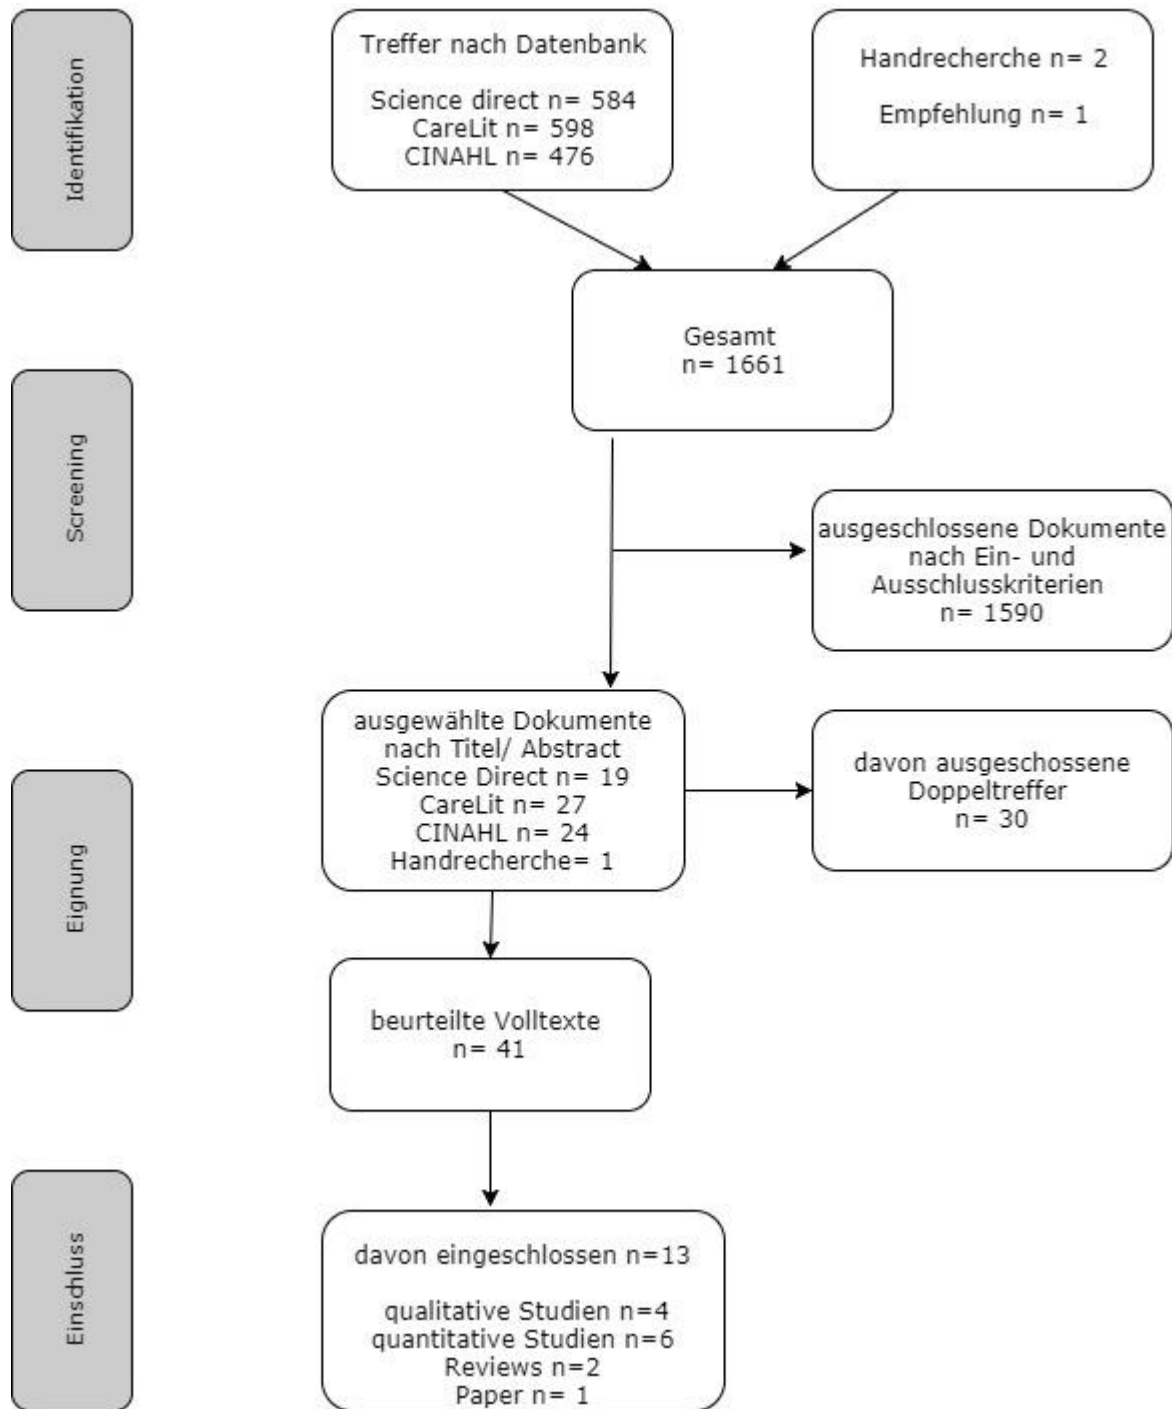 Identifikation
Treffer nach Datenbank
Science direct n= 584
CareLit n= 598
CINAHL n= 476
Handrecherche n= 2
Empfehlung n= 1
Gesamt
n= 1661
Screening
ausgeschlossene Dokumente
nach Ein- und
Ausschlusskriterien
n= 1590
Eignung
ausgewählte Dokumente
nach Titel/ Abstract
Science Direct n= 19
CareLit n= 27
CINAHL n= 24
Handrecherche= 1
davon ausgeschossene
Doppeltreffer
n= 30
beurteilte Volltexte
n= 41
Einschluss
davon eingeschlossen n=13
qualitative Studien n=4
quantitative Studien n=6
Reviews n=2
Paper n= 1